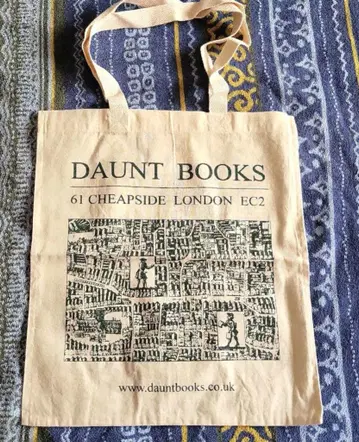 DAUNT BOOKS
61 CHEAPSIDE LONDON EC2
www.dauntbooks.co.uk